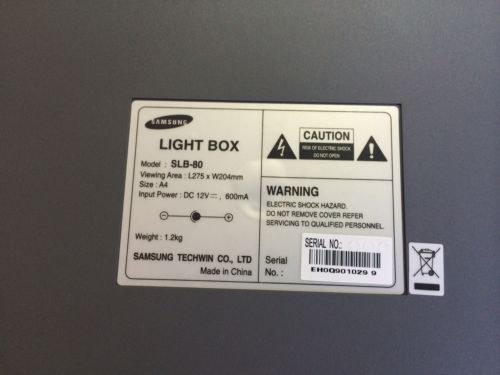 SAMSUNG
LIGHT BOX
Model : SLB-80
Viewing Area : L275 x W204mm
Size : A4
Input Power : DC 12V⎓, 600mA
Weight : 1.2kg
SAMSUNG TECHWIN CO., LTD
Made in China
CAUTION
RISK OF ELECTRIC SHOCK
DO NOT OPEN
WARNING
ELECTRIC SHOCK HAZARD.
DO NOT REMOVE COVER REFER
SERVICING TO QUALIFIED PERSONNEL.
Serial
No. :
SERIAL NO.:
EH0Q901029 9